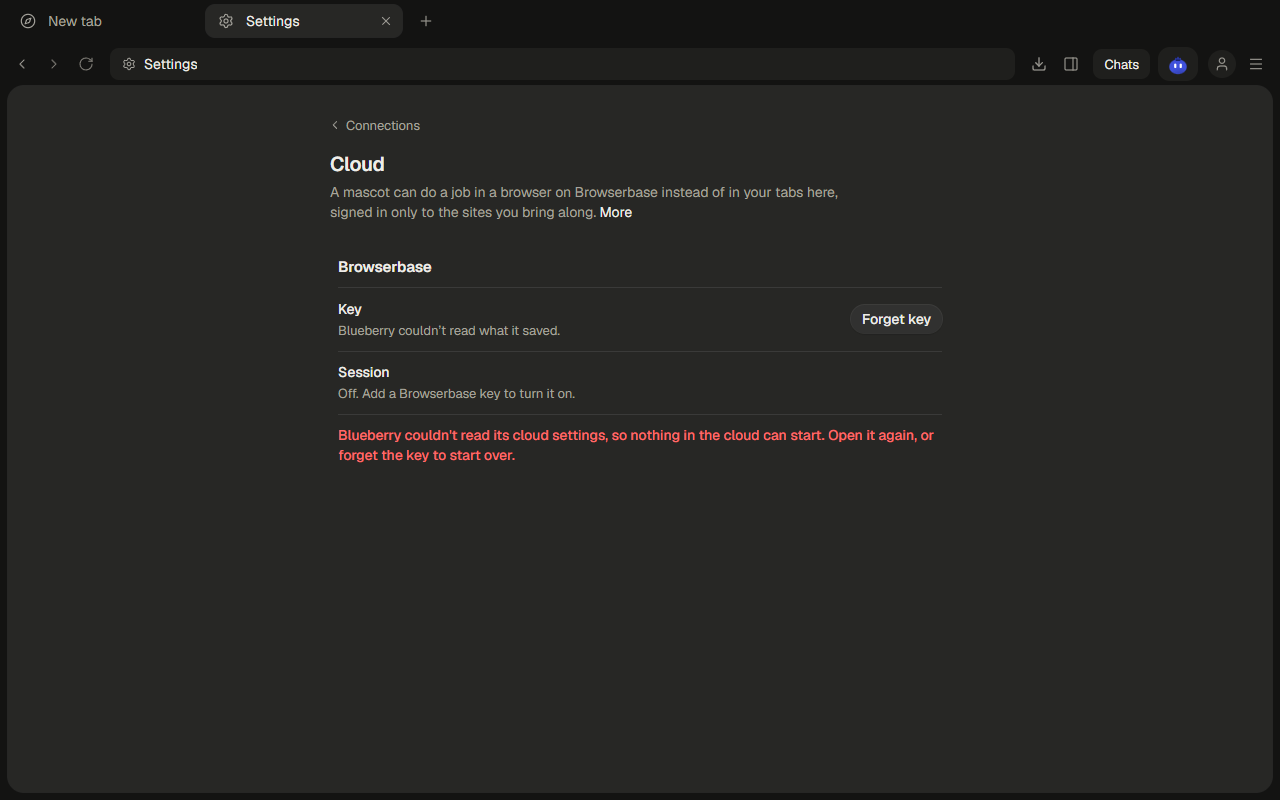 New tab
Settings
Settings
Chats
Connections
Cloud
A mascot can do a job in a browser on Browserbase instead of in your tabs here,
signed in only to the sites you bring along. More
Browserbase
Key
Blueberry couldn't read what it saved.
Forget key
Session
Off. Add a Browserbase key to turn it on.
Blueberry couldn't read its cloud settings, so nothing in the cloud can start. Open it again, or
forget the key to start over.